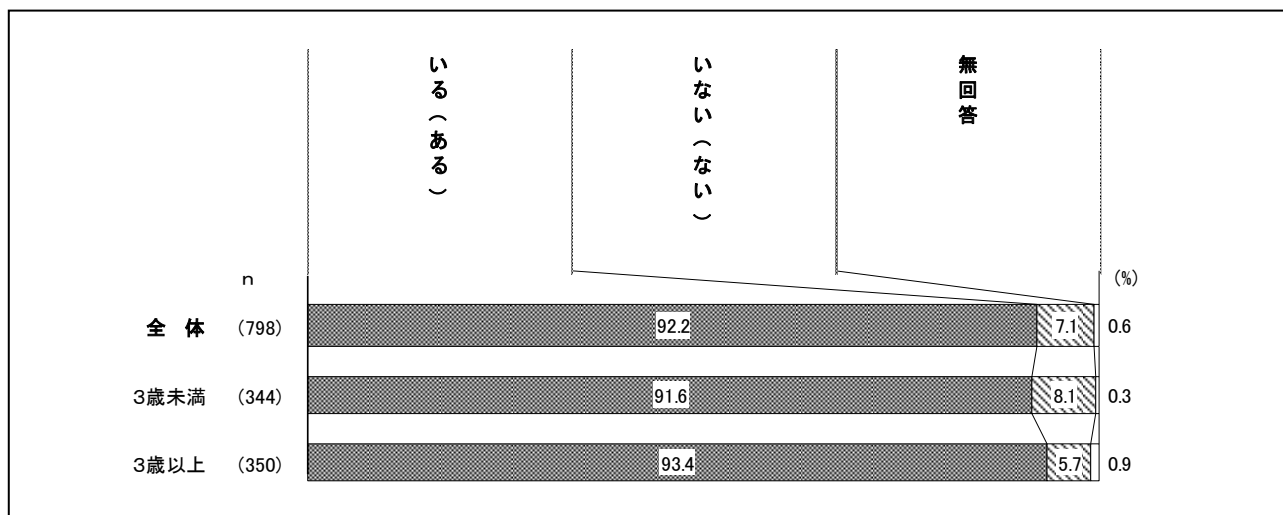 いる（ある）
いない（ない）
無回答
ｎ (%)
全　体 (798) 92.2 7.1 0.6
３歳未満 (344) 91.6 8.1 0.3
３歳以上 (350) 93.4 5.7 0.9